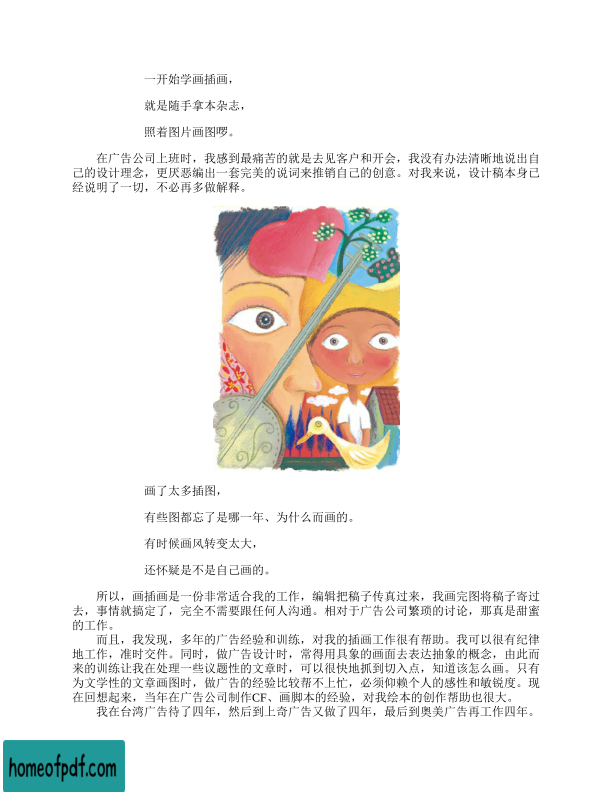 一开始学画插画，
就是随手拿本杂志，
照着图片画图啰。
在广告公司上班时，我感到最痛苦的就是去见客户和开会，我没有办法清晰地说出自
己的设计理念，更厌恶编出一套完美的说词来推销自己的创意。对我来说，设计稿本身已
经说明了一切，不必再多做解释。
画了太多插图，
有些图都忘了是哪一年、为什么而画的。
有时候画风转变太大，
还怀疑是不是自己画的。
所以，画插画是一份非常适合我的工作，编辑把稿子传真过来，我画完图将稿子寄过
去，事情就搞定了，完全不需要跟任何人沟通。相对于广告公司繁琐的讨论，那真是甜蜜
的工作。
而且，我发现，多年的广告经验和训练，对我的插画工作很有帮助。我可以很有纪律
地工作，准时交件。同时，做广告设计时，常得用具象的画面去表达抽象的概念，由此而
来的训练让我在处理一些议题性的文章时，可以很快地抓到切入点，知道该怎么画。只有
为文学性的文章画图时，做广告的经验比较帮不上忙，必须仰赖个人的感性和敏锐度。现
在回想起来，当年在广告公司制作CF、画脚本的经验，对我绘本的创作帮助也很大。
我在台湾广告待了四年，然后到上奇广告又做了四年，最后到奥美广告再工作四年。
homeofpdf.com